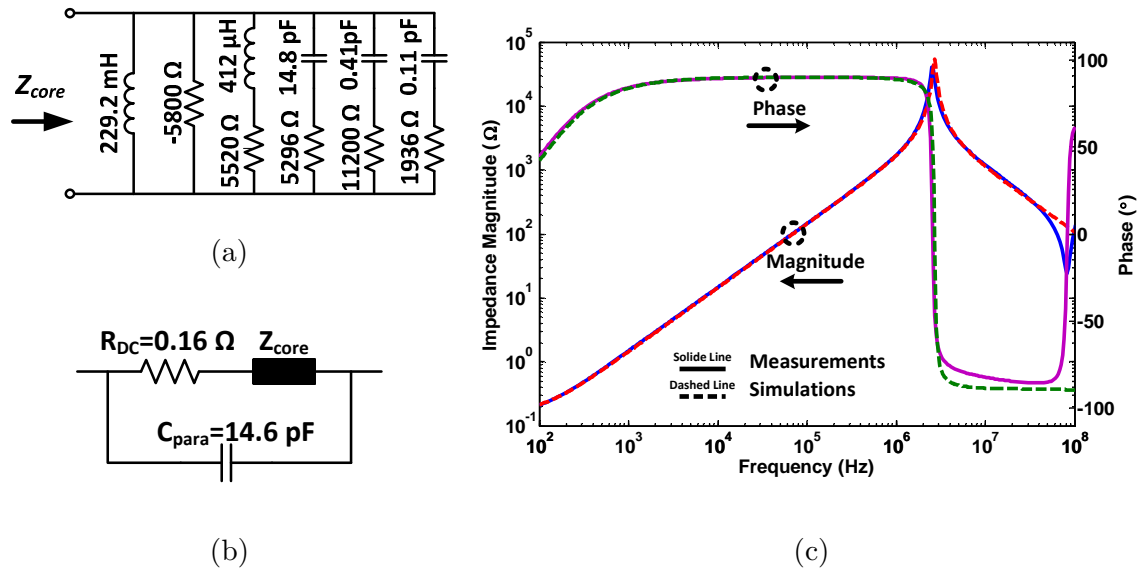 Z_core
229.2 mH
-5800 Ω
5520 Ω 412 µH
5296 Ω 14.8 pF
11200 Ω 0.41pF
1936 Ω 0.11 pF
(a)
R_DC=0.16 Ω
Z_core
C_para=14.6 pF
(b)
Impedance Magnitude (Ω)
10^5
10^4
10^3
10^2
10^1
10^0
10^-1
Phase
Magnitude
Solide Line Measurements
Dashed Line Simulations
100
50
0
-50
-100
Phase (°)
10^2 10^3 10^4 10^5 10^6 10^7 10^8
Frequency (Hz)
(c)